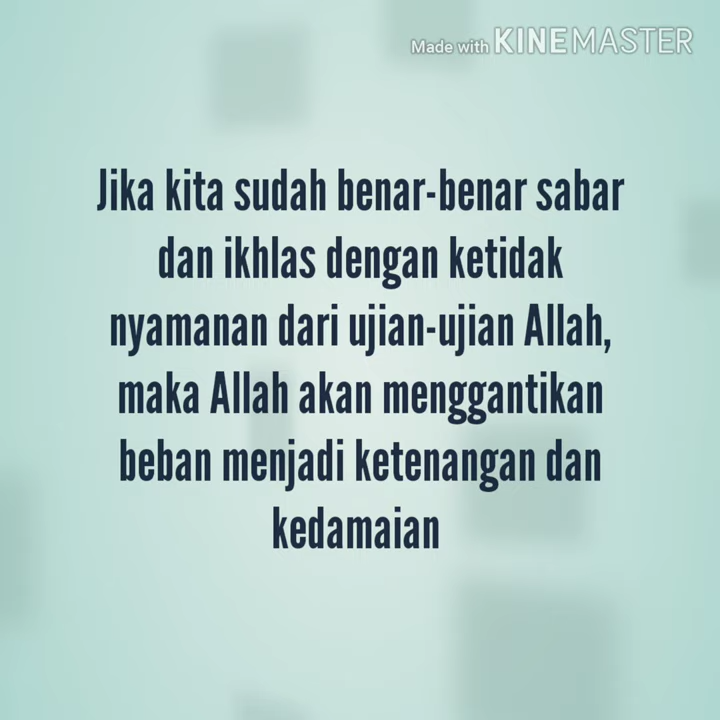 Made with KINEMASTER
Jika kita sudah benar-benar sabar
dan ikhlas dengan ketidak
nyamanan dari ujian-ujian Allah,
maka Allah akan menggantikan
beban menjadi ketenangan dan
kedamaian